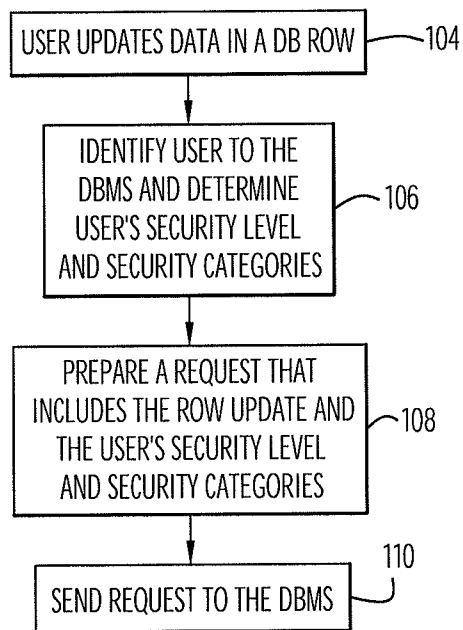 USER UPDATES DATA IN A DB ROW
104
IDENTIFY USER TO THE
DBMS AND DETERMINE
USER'S SECURITY LEVEL
AND SECURITY CATEGORIES
106
PREPARE A REQUEST THAT
INCLUDES THE ROW UPDATE AND
THE USER'S SECURITY LEVEL
AND SECURITY CATEGORIES
108
110
SEND REQUEST TO THE DBMS